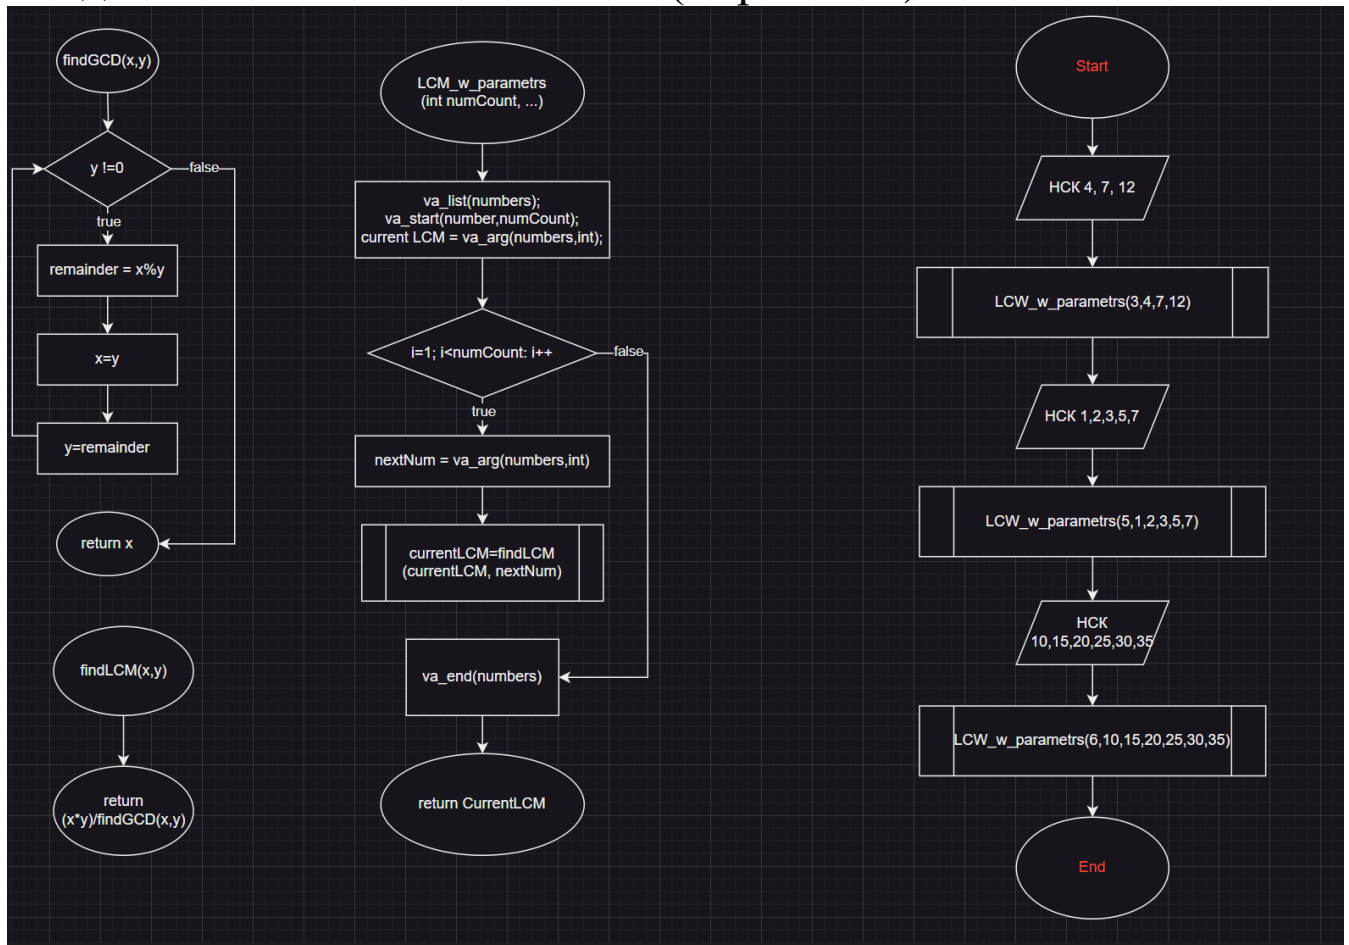 findGCD(x,y)
y !=0
false
true
remainder = x%y
x=y
y=remainder
return x
findLCM(x,y)
return
(x*y)/findGCD(x,y)
LCM_w_parametrs
(int numCount, ...)
va_list(numbers);
va_start(number,numCount);
current LCM = va_arg(numbers,int);
i=1; i<numCount: i++
false
true
nextNum = va_arg(numbers,int)
currentLCM=findLCM
(currentLCM, nextNum)
va_end(numbers)
return CurrentLCM
Start
НСК 4, 7, 12
LCW_w_parametrs(3,4,7,12)
НСК 1,2,3,5,7
LCW_w_parametrs(5,1,2,3,5,7)
НСК
10,15,20,25,30,35
LCW_w_parametrs(6,10,15,20,25,30,35)
End